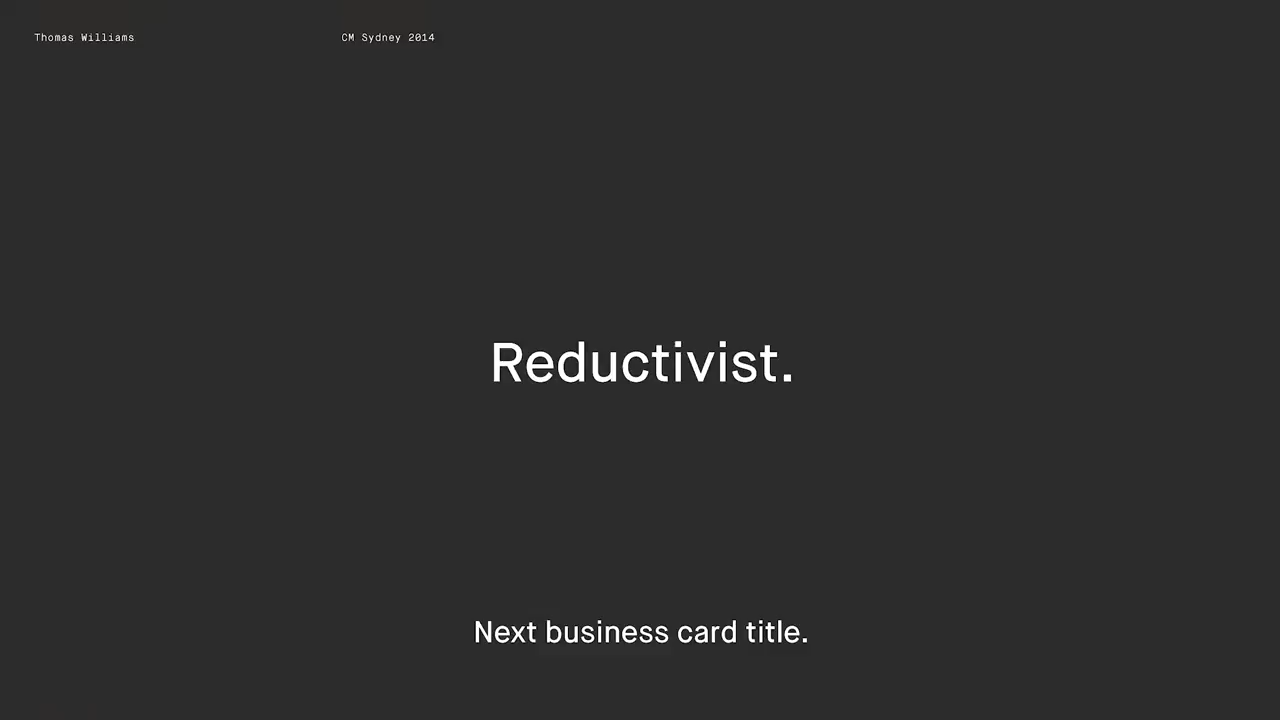 Thomas Williams
CM Sydney 2014
Reductivist.
Next business card title.